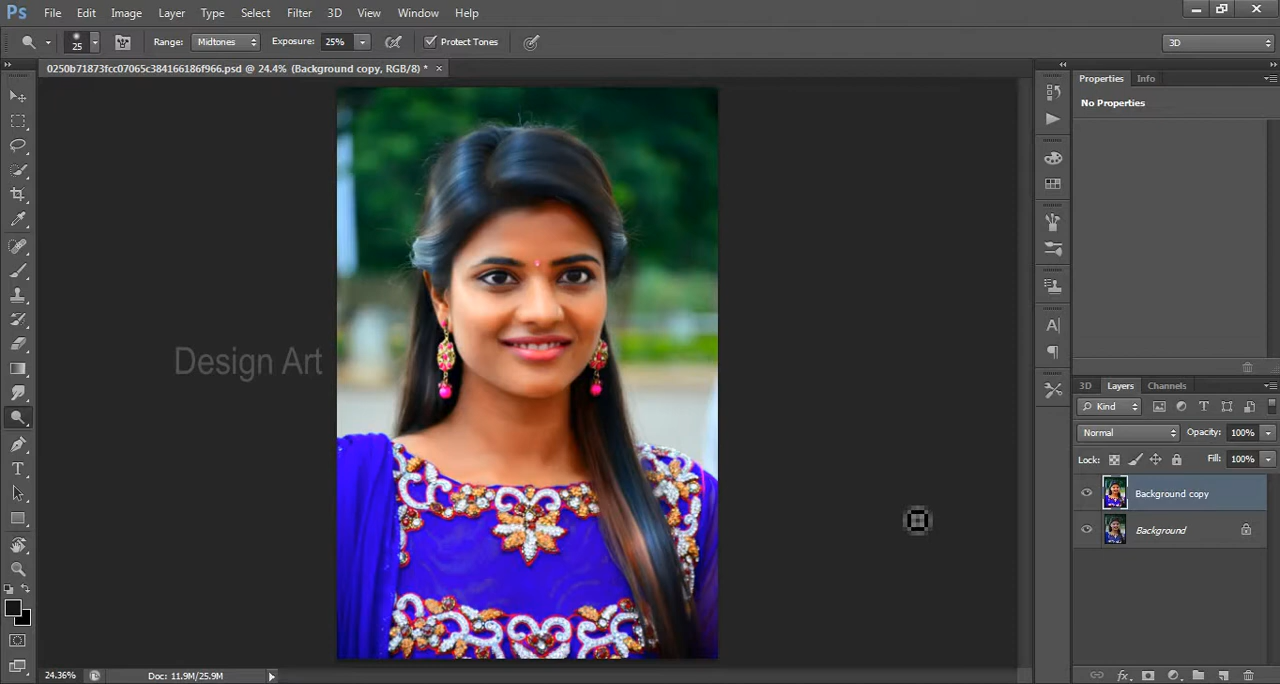 Ps File Edit Image Layer Type Select Filter 3D View Window Help
25 Range: Midtones Exposure: 25% Protect Tones 3D
0250b71873fcc07065c384166186f966.psd @ 24.4% (Background copy, RGB/8) * ×
Properties Info
No Properties
Design Art
3D Layers Channels
Kind
Normal Opacity: 100%
Lock: Fill: 100%
Background copy
Background
24.36% Doc: 11.9M/25.9M